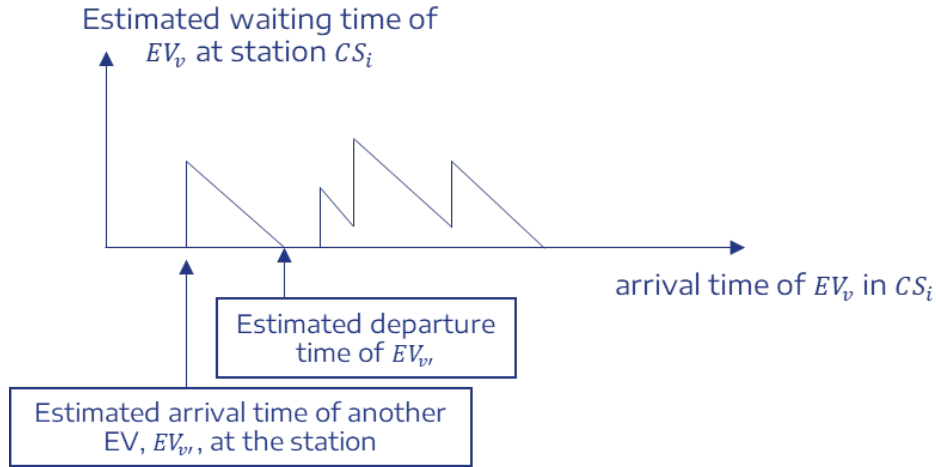 Estimated waiting time of
EVᵥ at station CSᵢ
arrival time of EVᵥ in CSᵢ
Estimated departure
time of EVᵥ′
Estimated arrival time of another
EV, EVᵥ′, at the station